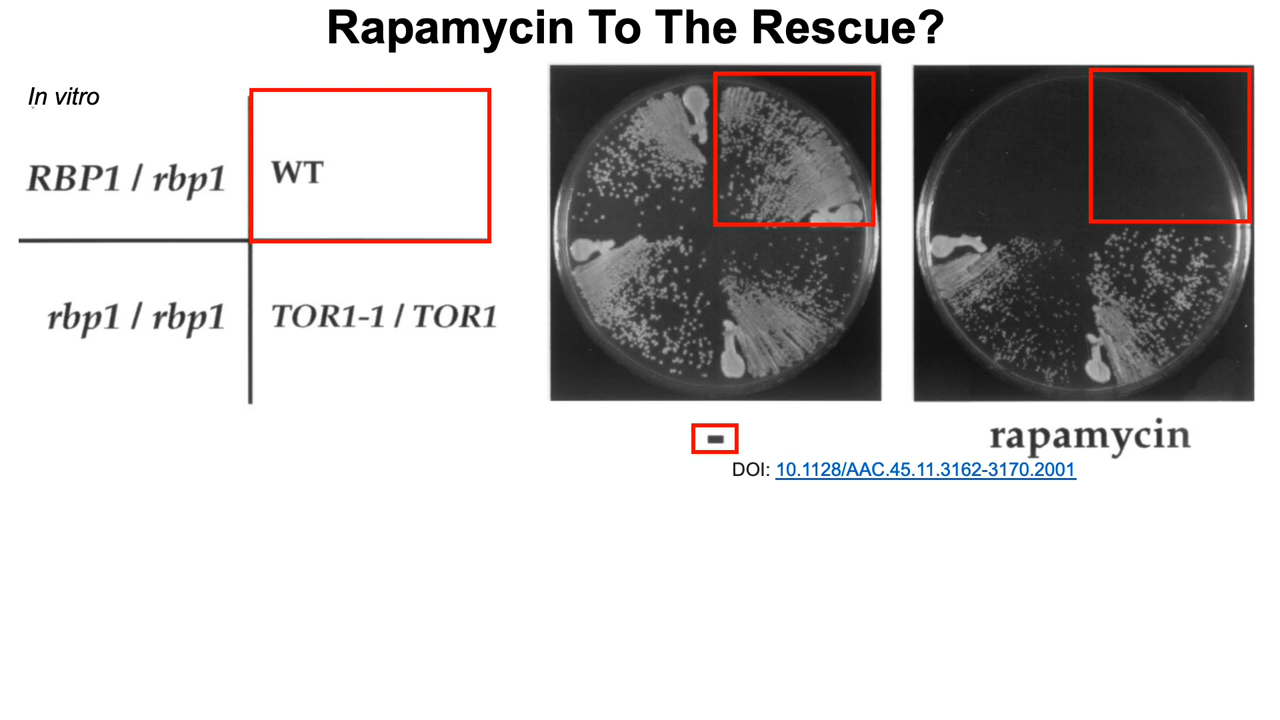 Rapamycin To The Rescue?
In vitro
RBP1 / rbp1
WT
rbp1 / rbp1
TOR1-1 / TOR1
-
rapamycin
DOI: 10.1128/AAC.45.11.3162-3170.2001